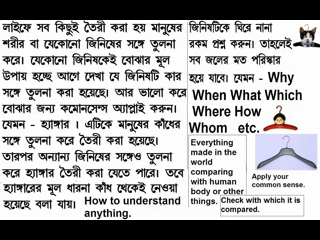 লাইফে সব কিছুই তৈরী করা হয় মানুষের
শরীর বা যেকোনো জিনিষের সঙ্গে তুলনা
করে। যেকোনো জিনিষকেই বোঝার মূল
উপায় হচ্ছে আগে দেখা যে জিনিষটি কার
সঙ্গে তুলনা করা হয়েছে। আর ভালো করে
বোঝার জন্য কমোনসেন্স অ্যাপ্লাই করুন।
যেমন - হ্যাঙ্গার । এটিকে মানুষের কাঁধের
সঙ্গে তুলনা করে তৈরী করা হয়েছে।
তারপর অন্যান্য জিনিষের সঙ্গেও তুলনা
করে হ্যাঙ্গার তৈরী করা যেতে পারে। তবে
হ্যাঙ্গারের মূল ধারনা কাঁধ থেকেই নেওয়া
হয়েছে বলা যায়।
How to understand
anything.
জিনিষটিকে ঘিরে নানা
রকম প্রশ্ন করুন। তাহলেই
সব জলের মত পরিষ্কার
হয়ে যাবে। যেমন - Why
When What Which
Where How
Whom etc.
Everything
made in the
world
comparing
with human
body or other
things.
Apply your
common sense.
Check with which it is
compared.